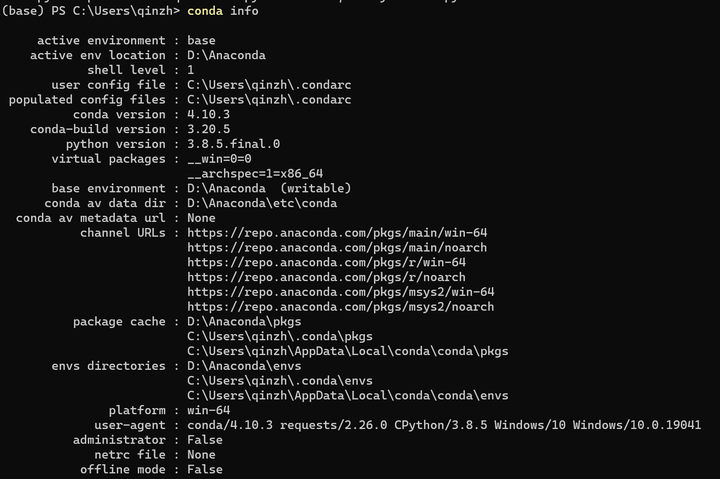 (base) PS C:\Users\qinzh> conda info
active environment : base
active env location : D:\Anaconda
shell level : 1
user config file : C:\Users\qinzh\.condarc
populated config files : C:\Users\qinzh\.condarc
conda version : 4.10.3
conda-build version : 3.20.5
python version : 3.8.5.final.0
virtual packages : __win=0=0
__archspec=1=x86_64
base environment : D:\Anaconda  (writable)
conda av data dir : D:\Anaconda\etc\conda
conda av metadata url : None
channel URLs : https://repo.anaconda.com/pkgs/main/win-64
https://repo.anaconda.com/pkgs/main/noarch
https://repo.anaconda.com/pkgs/r/win-64
https://repo.anaconda.com/pkgs/r/noarch
https://repo.anaconda.com/pkgs/msys2/win-64
https://repo.anaconda.com/pkgs/msys2/noarch
package cache : D:\Anaconda\pkgs
C:\Users\qinzh\.conda\pkgs
C:\Users\qinzh\AppData\Local\conda\conda\pkgs
envs directories : D:\Anaconda\envs
C:\Users\qinzh\.conda\envs
C:\Users\qinzh\AppData\Local\conda\conda\envs
platform : win-64
user-agent : conda/4.10.3 requests/2.26.0 CPython/3.8.5 Windows/10 Windows/10.0.19041
administrator : False
netrc file : None
offline mode : False